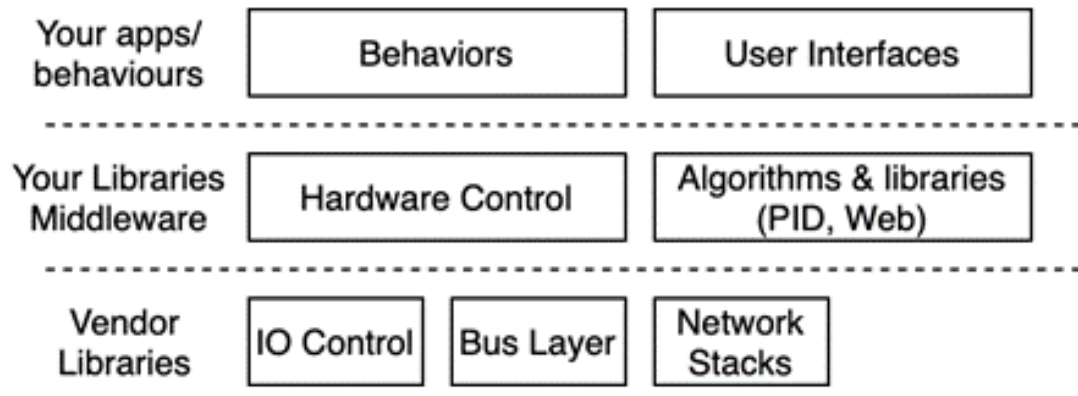 Your apps/
behaviours
Behaviors
User Interfaces
Your Libraries
Middleware
Hardware Control
Algorithms & libraries
(PID, Web)
Vendor
Libraries
IO Control
Bus Layer
Network
Stacks